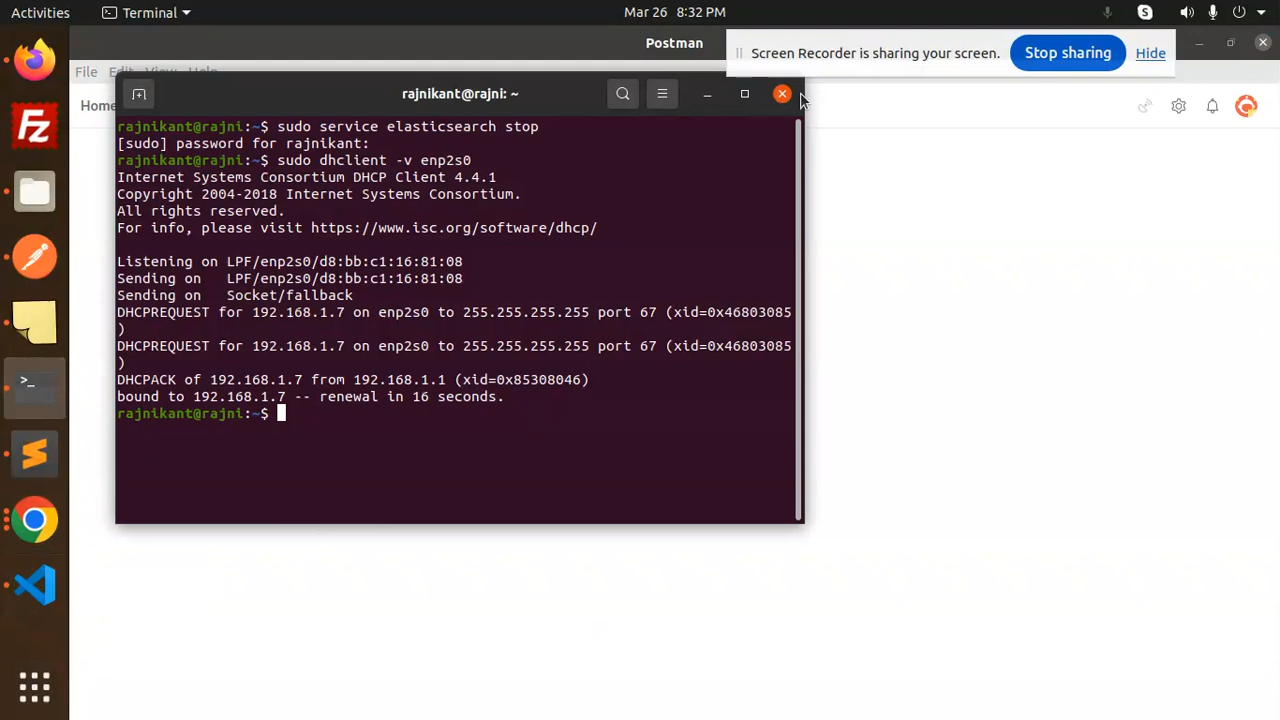 Activities
Terminal
Mar 26 8:32 PM
Postman
Screen Recorder is sharing your screen.
Stop sharing
Hide
File Edit View Help
Home
rajnikant@rajni: ~
rajnikant@rajni:~$ sudo service elasticsearch stop
[sudo] password for rajnikant:
rajnikant@rajni:~$ sudo dhclient -v enp2s0
Internet Systems Consortium DHCP Client 4.4.1
Copyright 2004-2018 Internet Systems Consortium.
All rights reserved.
For info, please visit https://www.isc.org/software/dhcp/
Listening on LPF/enp2s0/d8:bb:c1:16:81:08
Sending on   LPF/enp2s0/d8:bb:c1:16:81:08
Sending on   Socket/fallback
DHCPREQUEST for 192.168.1.7 on enp2s0 to 255.255.255.255 port 67 (xid=0x46803085
)
DHCPREQUEST for 192.168.1.7 on enp2s0 to 255.255.255.255 port 67 (xid=0x46803085
)
DHCPACK of 192.168.1.7 from 192.168.1.1 (xid=0x85308046)
bound to 192.168.1.7 -- renewal in 16 seconds.
rajnikant@rajni:~$